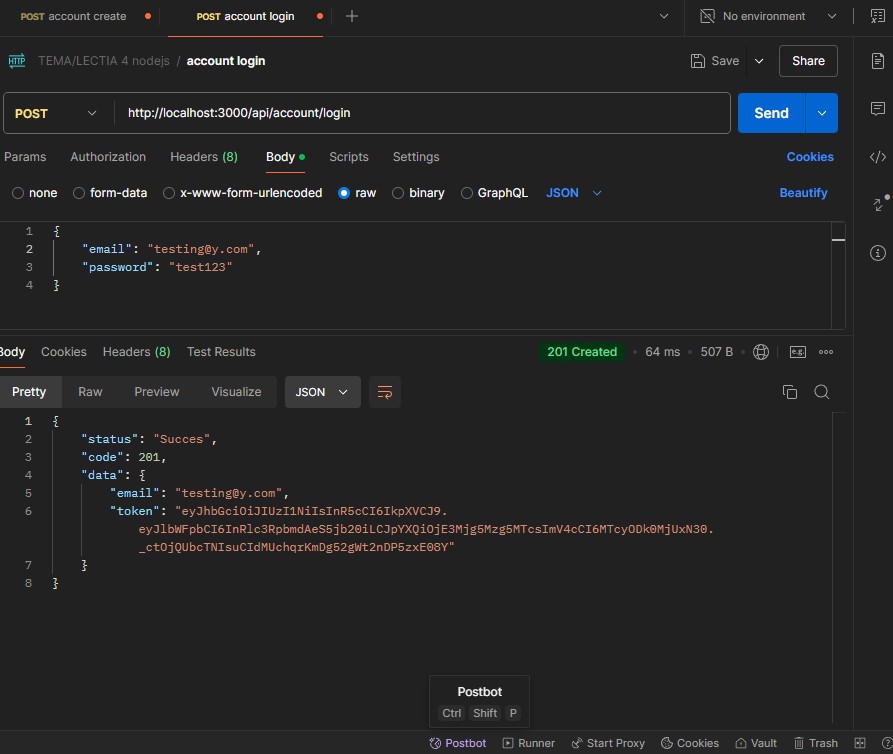 POST account create
POST account login
No environment
HTTP TEMA/LECTIA 4 nodejs / account login
Save
Share
POST
http://localhost:3000/api/account/login
Send
Params Authorization Headers (8) Body Scripts Settings Cookies
none form-data x-www-form-urlencoded raw binary GraphQL JSON Beautify
1 {
2 "email": "testing@y.com",
3 "password": "test123"
4 }
Body Cookies Headers (8) Test Results 201 Created 64 ms 507 B e.g.
Pretty Raw Preview Visualize JSON
1 {
2 "status": "Succes",
3 "code": 201,
4 "data": {
5 "email": "testing@y.com",
6 "token": "eyJhbGciOiJIUzI1NiIsInR5cCI6IkpXVCJ9.
eyJlbWFpbCI6InRlc3RpbmdAeS5jb20iLCJpYXQiOjE3Mjg5Mzg5MTcsImV4cCI6MTcyODk0MjUxN30.
_ctOjQUbcTNIsuCIdMUchqrKmDg52gWt2nDP5zxE08Y"
7 }
8 }
Postbot
Ctrl Shift P
Postbot Runner Start Proxy Cookies Vault Trash